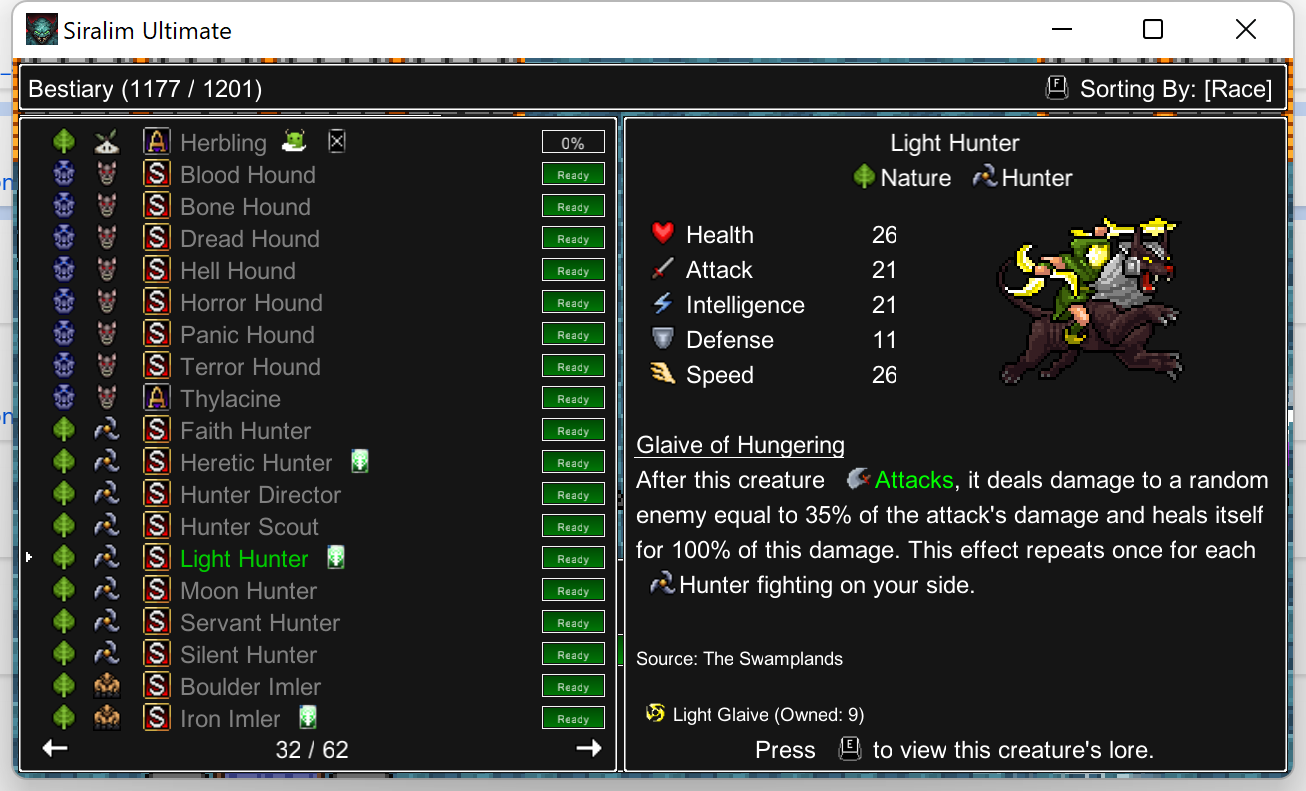 Siralim Ultimate
Bestiary (1177 / 1201)
F Sorting By: [Race]
A Herbling 0%
S Blood Hound Ready
S Bone Hound Ready
S Dread Hound Ready
S Hell Hound Ready
S Horror Hound Ready
S Panic Hound Ready
S Terror Hound Ready
A Thylacine Ready
S Faith Hunter Ready
S Heretic Hunter Ready
S Hunter Director Ready
S Hunter Scout Ready
S Light Hunter Ready
S Moon Hunter Ready
S Servant Hunter Ready
S Silent Hunter Ready
S Boulder Imler Ready
S Iron Imler Ready
32 / 62
Light Hunter
Nature Hunter
Health 26
Attack 21
Intelligence 21
Defense 11
Speed 26
Glaive of Hungering
After this creature Attacks, it deals damage to a random
enemy equal to 35% of the attack's damage and heals itself
for 100% of this damage. This effect repeats once for each
Hunter fighting on your side.
Source: The Swamplands
Light Glaive (Owned: 9)
Press E to view this creature's lore.